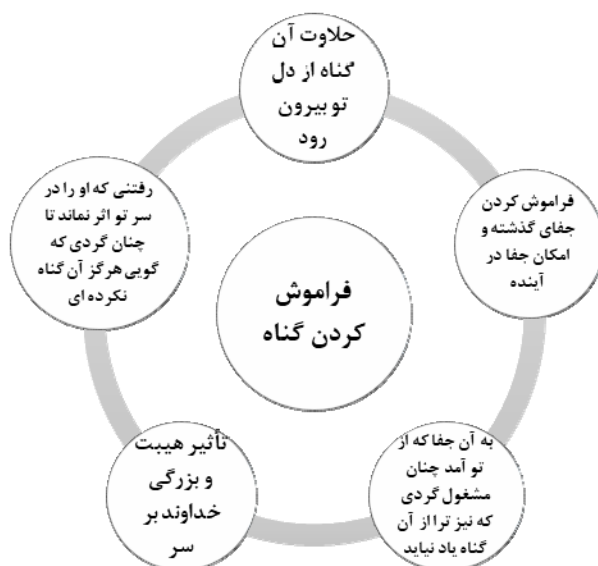 حلاوت آن
گناه از دل
تو بیرون
رود
فراموش کردن
جفای گذشته و
امکان جفا در
آینده
به آن جفا که از
تو آمد چنان
مشغول گردی
که نیز ترا از آن
گناه یاد نیاید
تأثیر هیبت
و بزرگی
خداوند بر
سر
رفتنی که او را در
سر تو اثر نماند تا
چنان گردی که
گویی هرگز آن گناه
نکرده ای
فراموش
کردن گناه